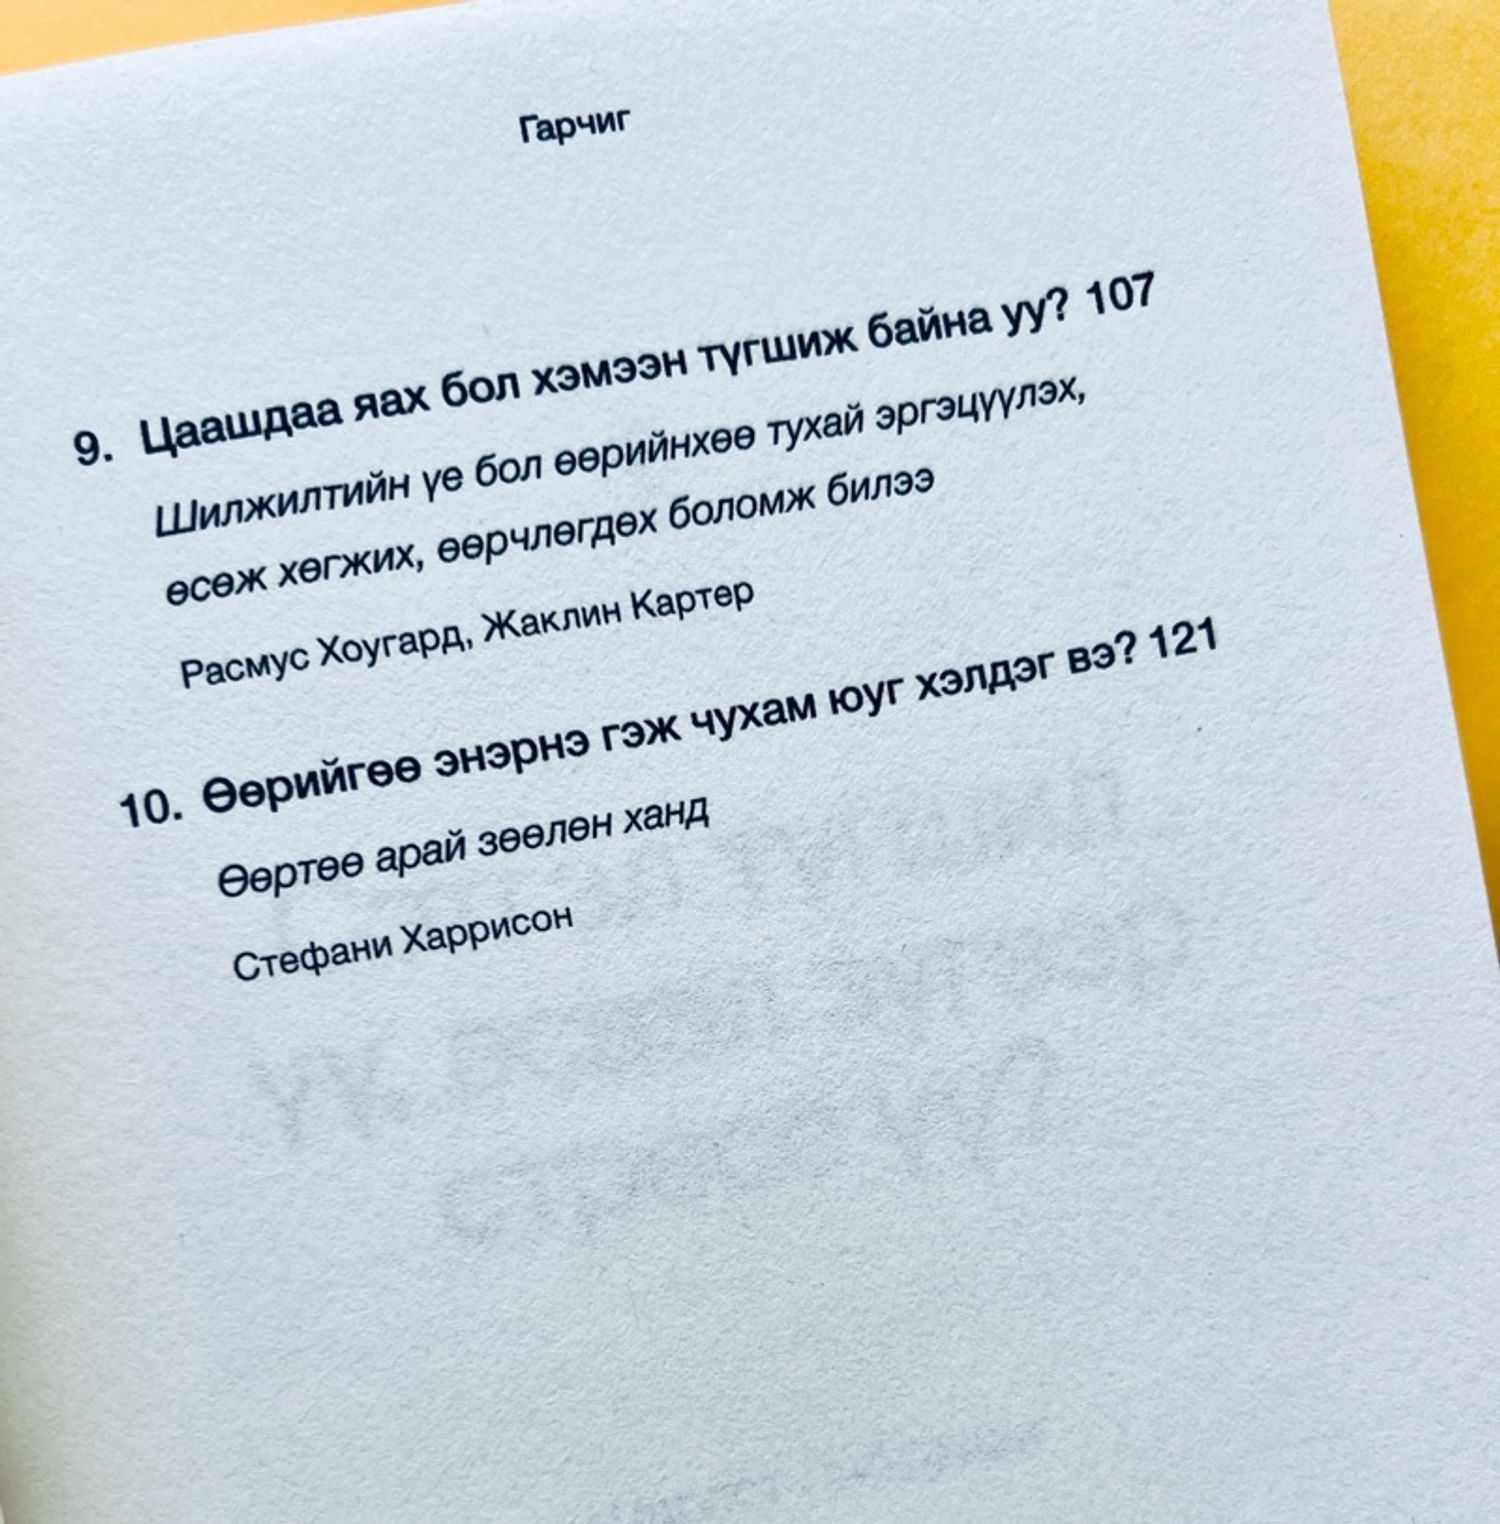 Гарчиг
9. Цаашдаа яах бол хэмээн түгшиж байна уу? 107
Шилжилтийн үе бол өөрийнхөө тухай эргэцүүлэх,
өсөж хөгжих, өөрчлөгдөх боломж билээ
Расмус Хоугард, Жаклин Картер
10. Өөрийгөө энэрнэ гэж чухам юуг хэлдэг вэ? 121
Өөртөө арай зөөлөн ханд
Стефани Харрисон